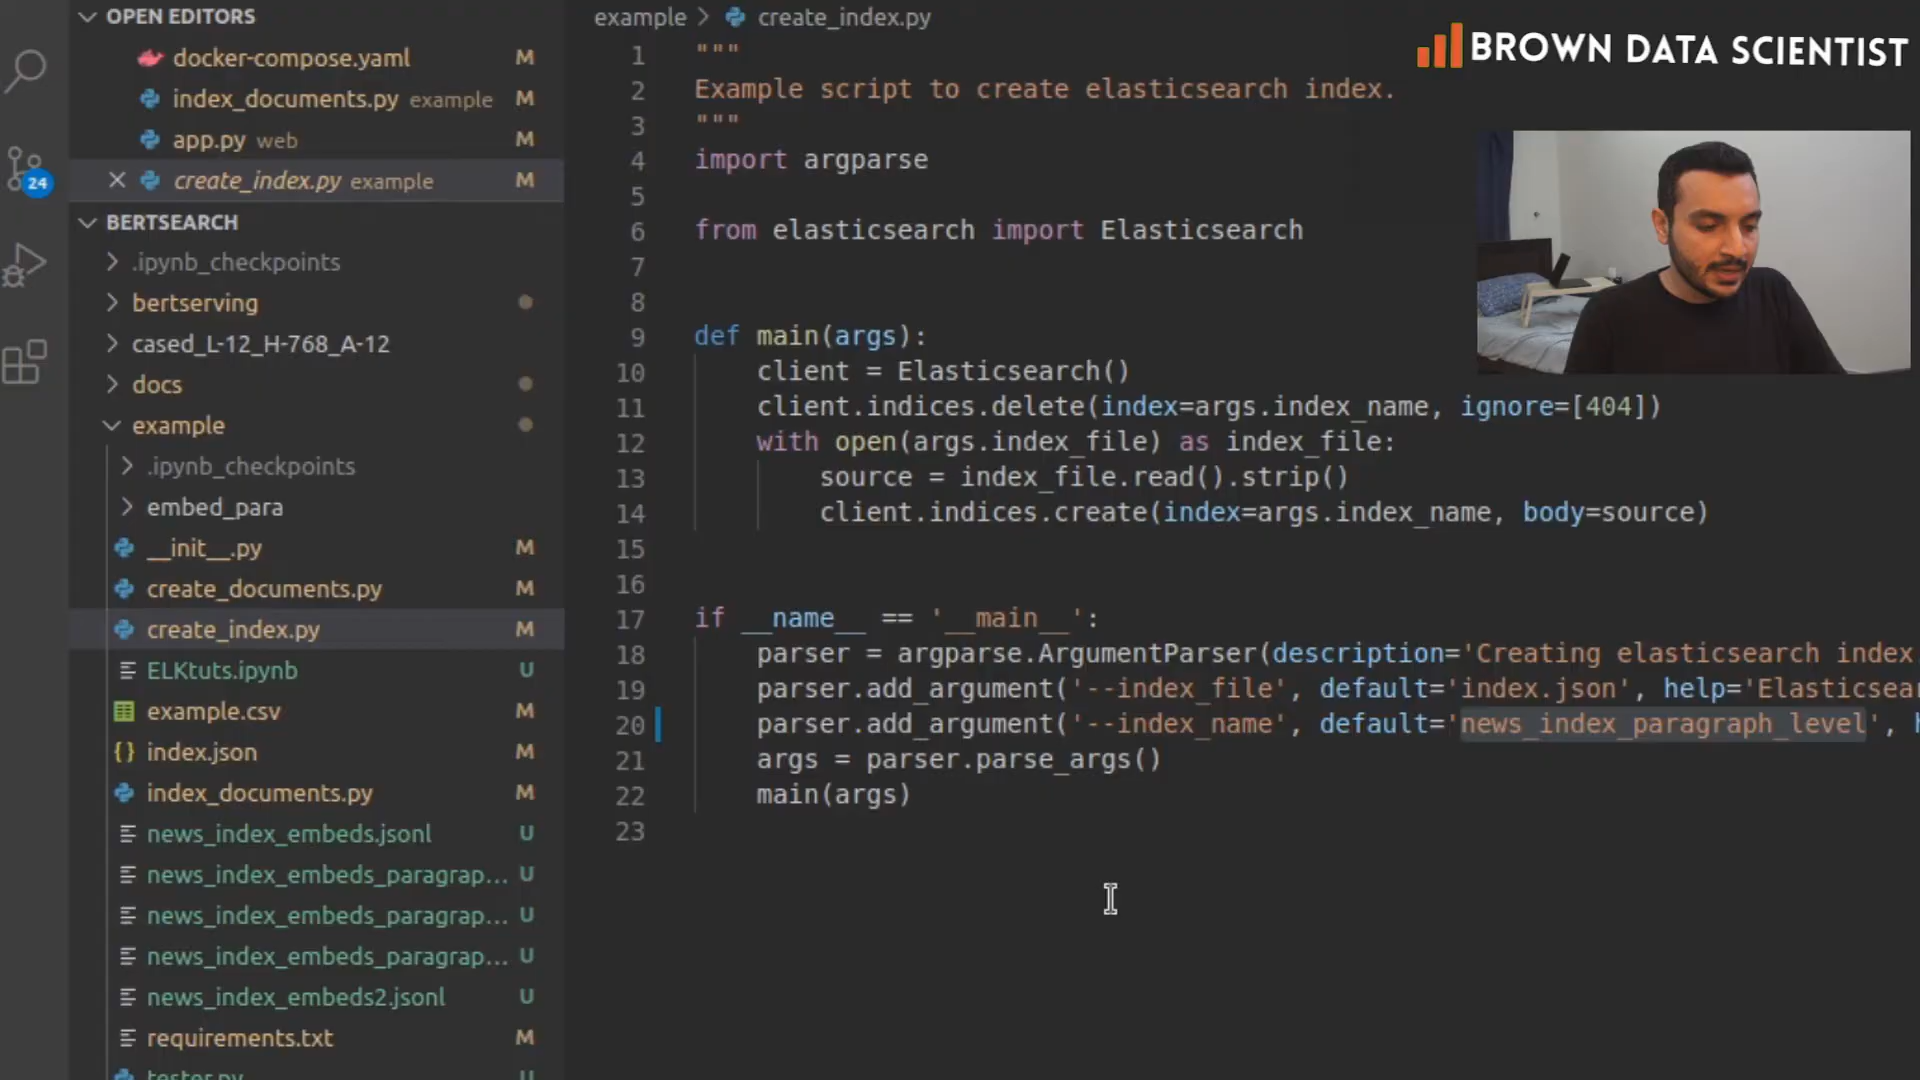 OPEN EDITORS
docker-compose.yaml M
index_documents.py example M
app.py web M
create_index.py example M
24
BERTSEARCH
.ipynb_checkpoints
bertserving
cased_L-12_H-768_A-12
docs
example
.ipynb_checkpoints
embed_para
__init__.py M
create_documents.py M
create_index.py M
ELKtuts.ipynb U
example.csv M
index.json M
index_documents.py M
news_index_embeds.jsonl U
news_index_embeds_paragrap... U
news_index_embeds_paragrap... U
news_index_embeds_paragrap... U
news_index_embeds2.jsonl U
requirements.txt M
tester.py U
example > create_index.py
BROWN DATA SCIENTIST
1 """
2 Example script to create elasticsearch index.
3 """
4 import argparse
5
6 from elasticsearch import Elasticsearch
7
8
9 def main(args):
10 client = Elasticsearch()
11 client.indices.delete(index=args.index_name, ignore=[404])
12 with open(args.index_file) as index_file:
13 source = index_file.read().strip()
14 client.indices.create(index=args.index_name, body=source)
15
16
17 if __name__ == '__main__':
18 parser = argparse.ArgumentParser(description='Creating elasticsearch index
19 parser.add_argument('--index_file', default='index.json', help='Elasticsear
20 parser.add_argument('--index_name', default='news_index_paragraph_level', h
21 args = parser.parse_args()
22 main(args)
23